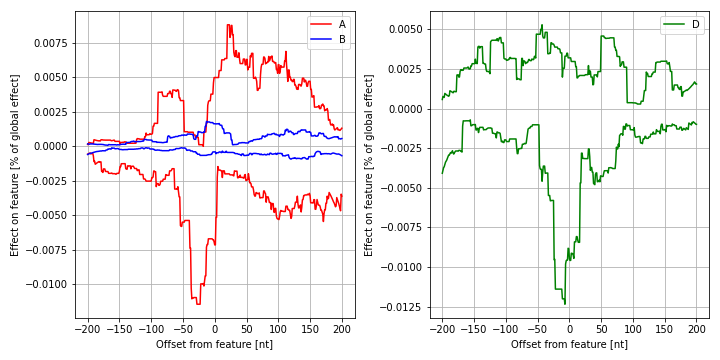 A
B
0.0075
0.0050
0.0025
0.0000
−0.0025
−0.0050
−0.0075
−0.0100
Effect on feature [% of global effect]
−200 −150 −100 −50 0 50 100 150 200
Offset from feature [nt]
D
0.0050
0.0025
0.0000
−0.0025
−0.0050
−0.0075
−0.0100
−0.0125
Effect on feature [% of global effect]
−200 −150 −100 −50 0 50 100 150 200
Offset from feature [nt]